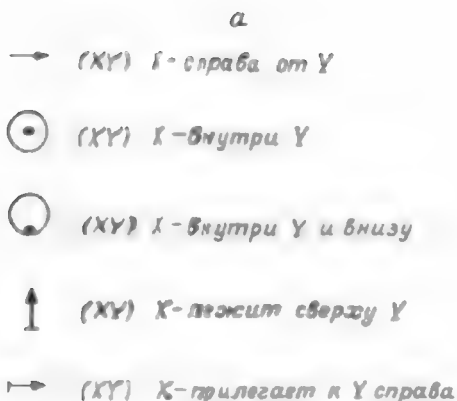 а
(XY) X-справа от Y
(XY) X-внутри Y
(XY) X-внутри Y и внизу
(XY) X-лежит сверху Y
(XY) X-прилегает к Y справа